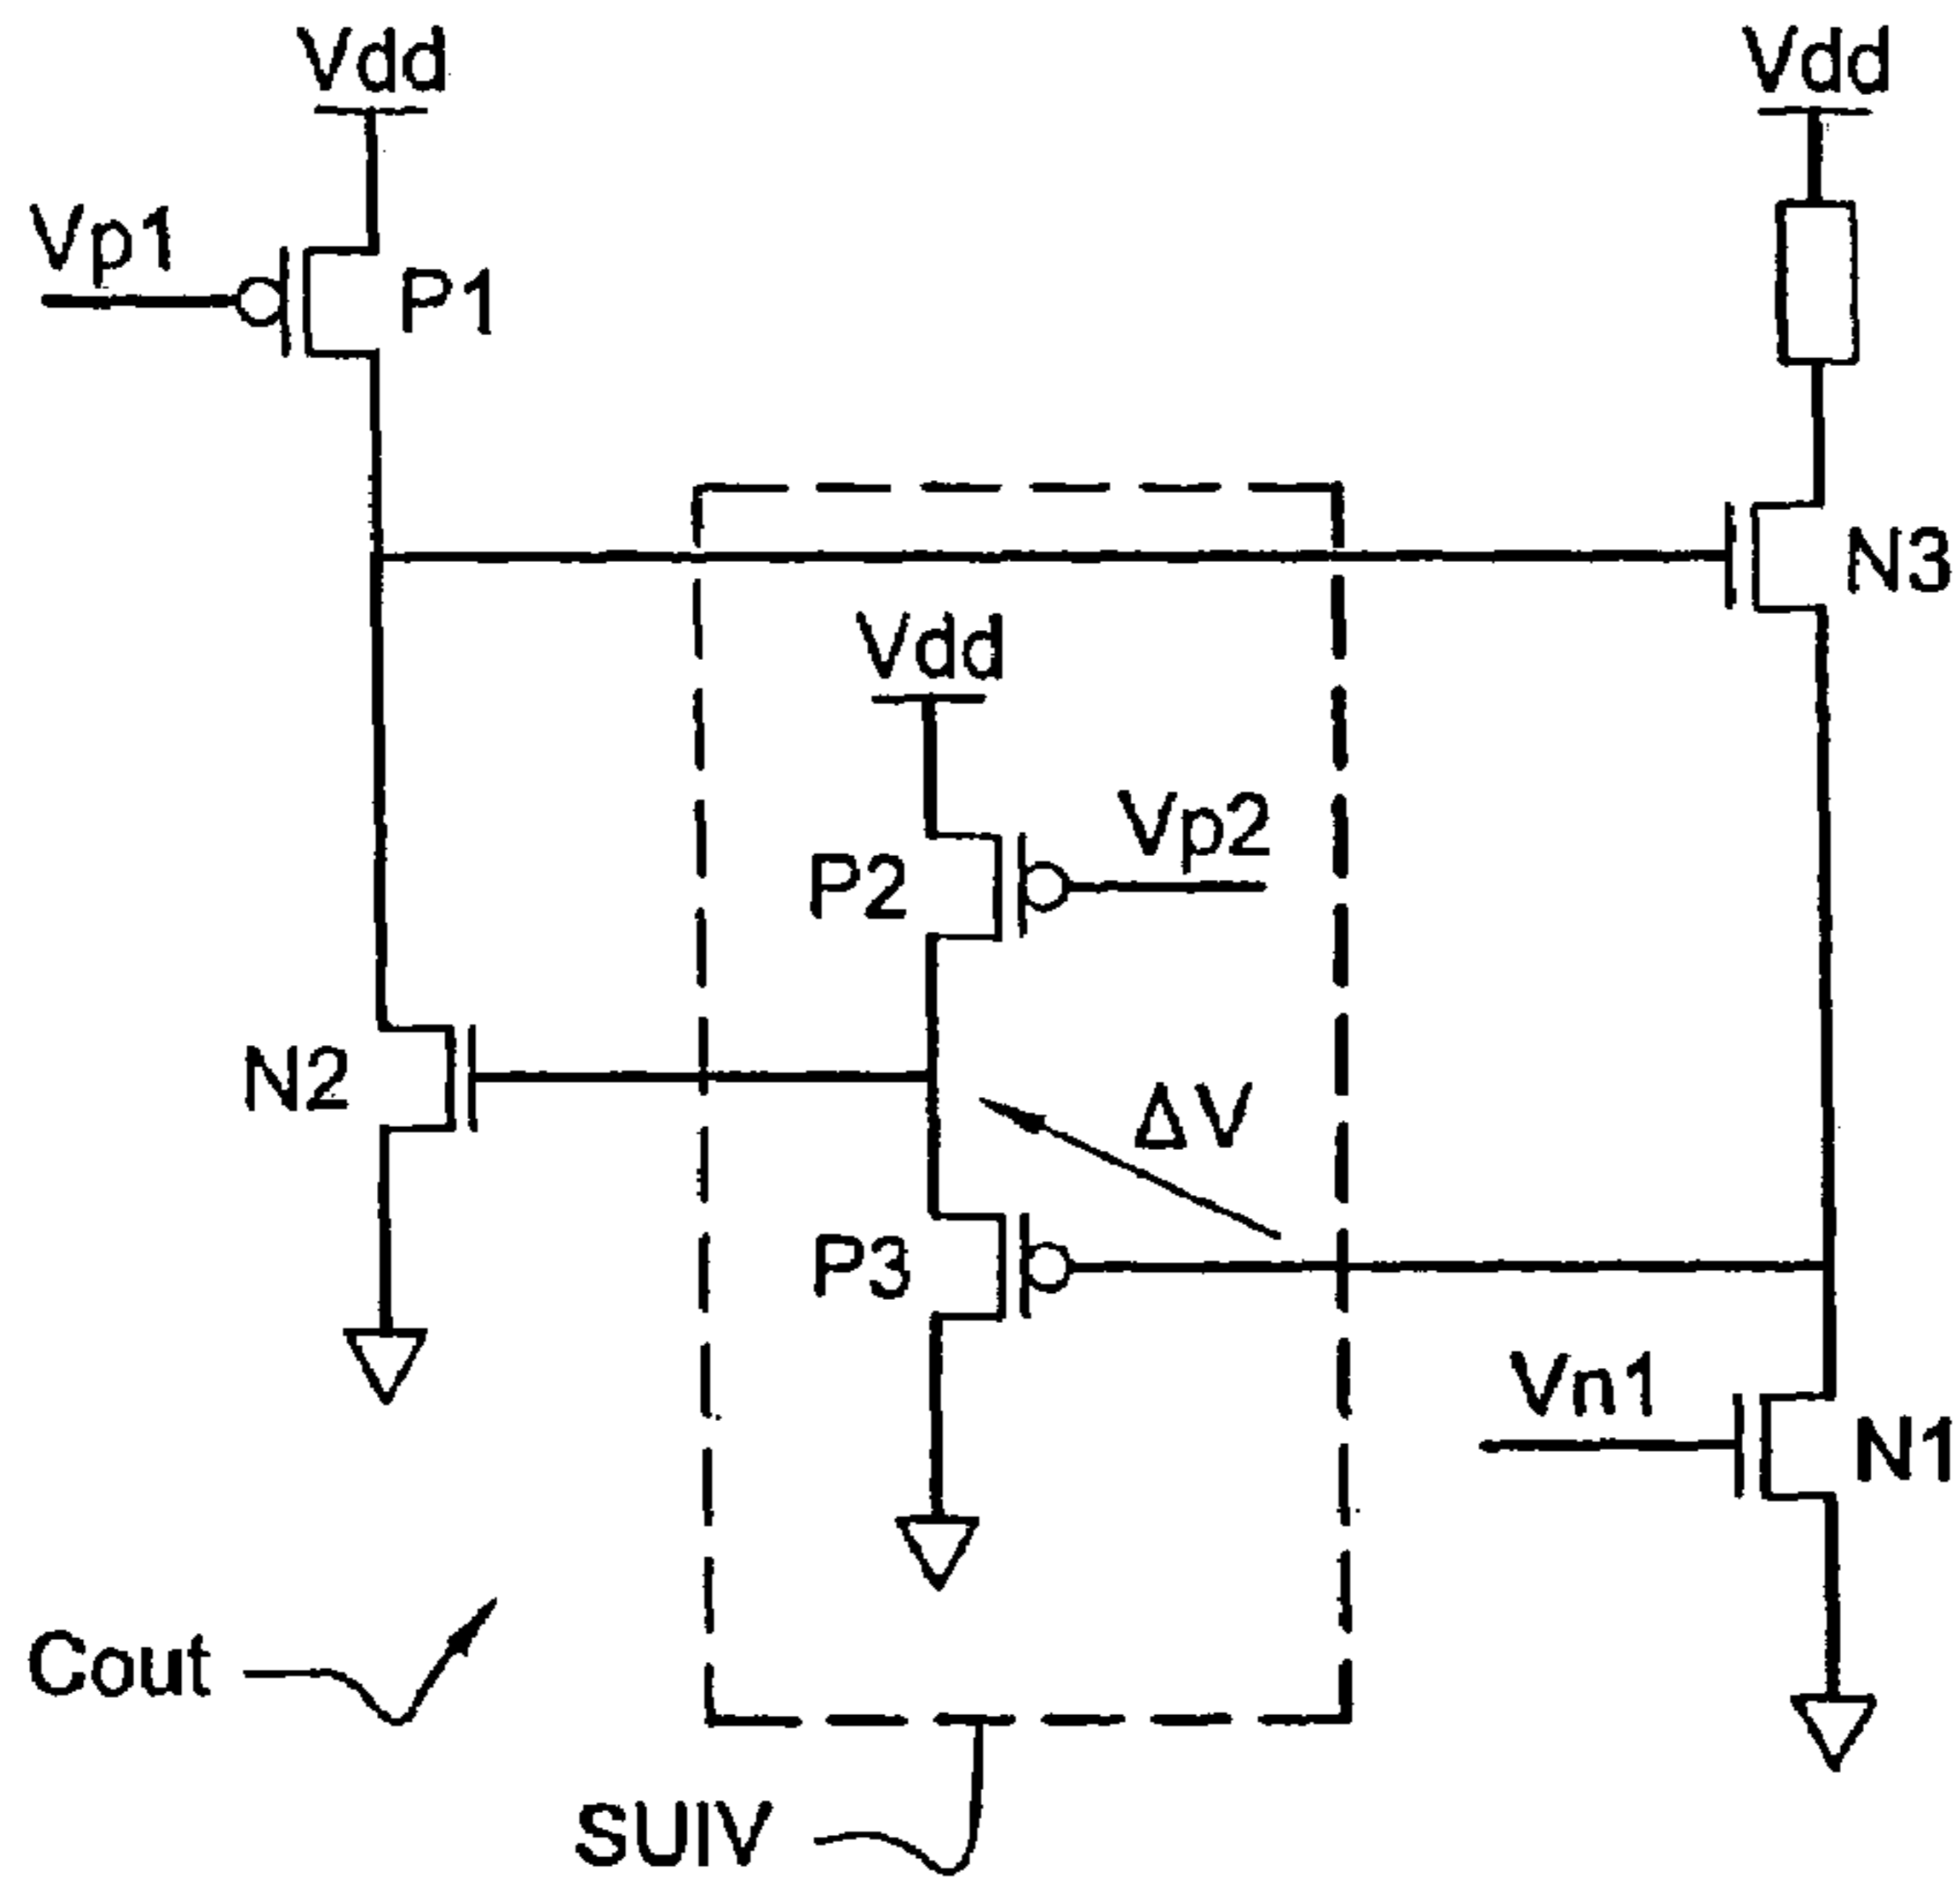 Vdd
Vdd
Vp1
P1
N3
Vdd
Vp2
P2
N2
ΔV
P3
Vn1
N1
Cout
SUIV